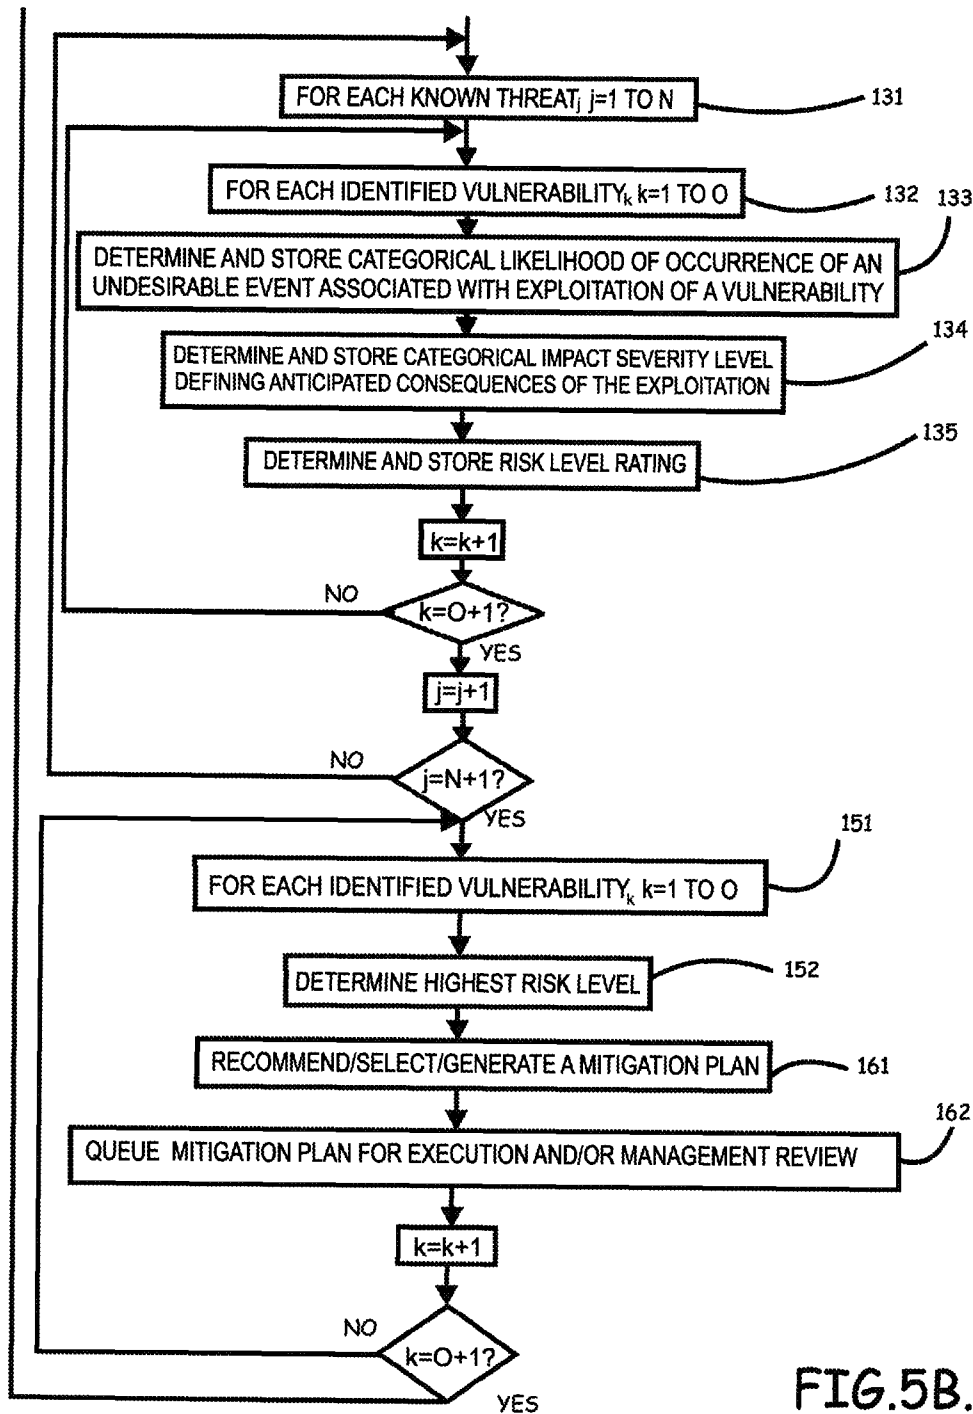 FOR EACH KNOWN THREATj j=1 TO N
131
FOR EACH IDENTIFIED VULNERABILITYk k=1 TO O
132
133
DETERMINE AND STORE CATEGORICAL LIKELIHOOD OF OCCURRENCE OF AN
UNDESIRABLE EVENT ASSOCIATED WITH EXPLOITATION OF A VULNERABILITY
134
DETERMINE AND STORE CATEGORICAL IMPACT SEVERITY LEVEL
DEFINING ANTICIPATED CONSEQUENCES OF THE EXPLOITATION
135
DETERMINE AND STORE RISK LEVEL RATING
k=k+1
NO
k=O+1?
YES
j=j+1
NO
j=N+1?
YES
151
FOR EACH IDENTIFIED VULNERABILITYk k=1 TO O
152
DETERMINE HIGHEST RISK LEVEL
RECOMMEND/SELECT/GENERATE A MITIGATION PLAN
161
162
QUEUE MITIGATION PLAN FOR EXECUTION AND/OR MANAGEMENT REVIEW
k=k+1
NO
k=O+1?
YES
FIG.5B.